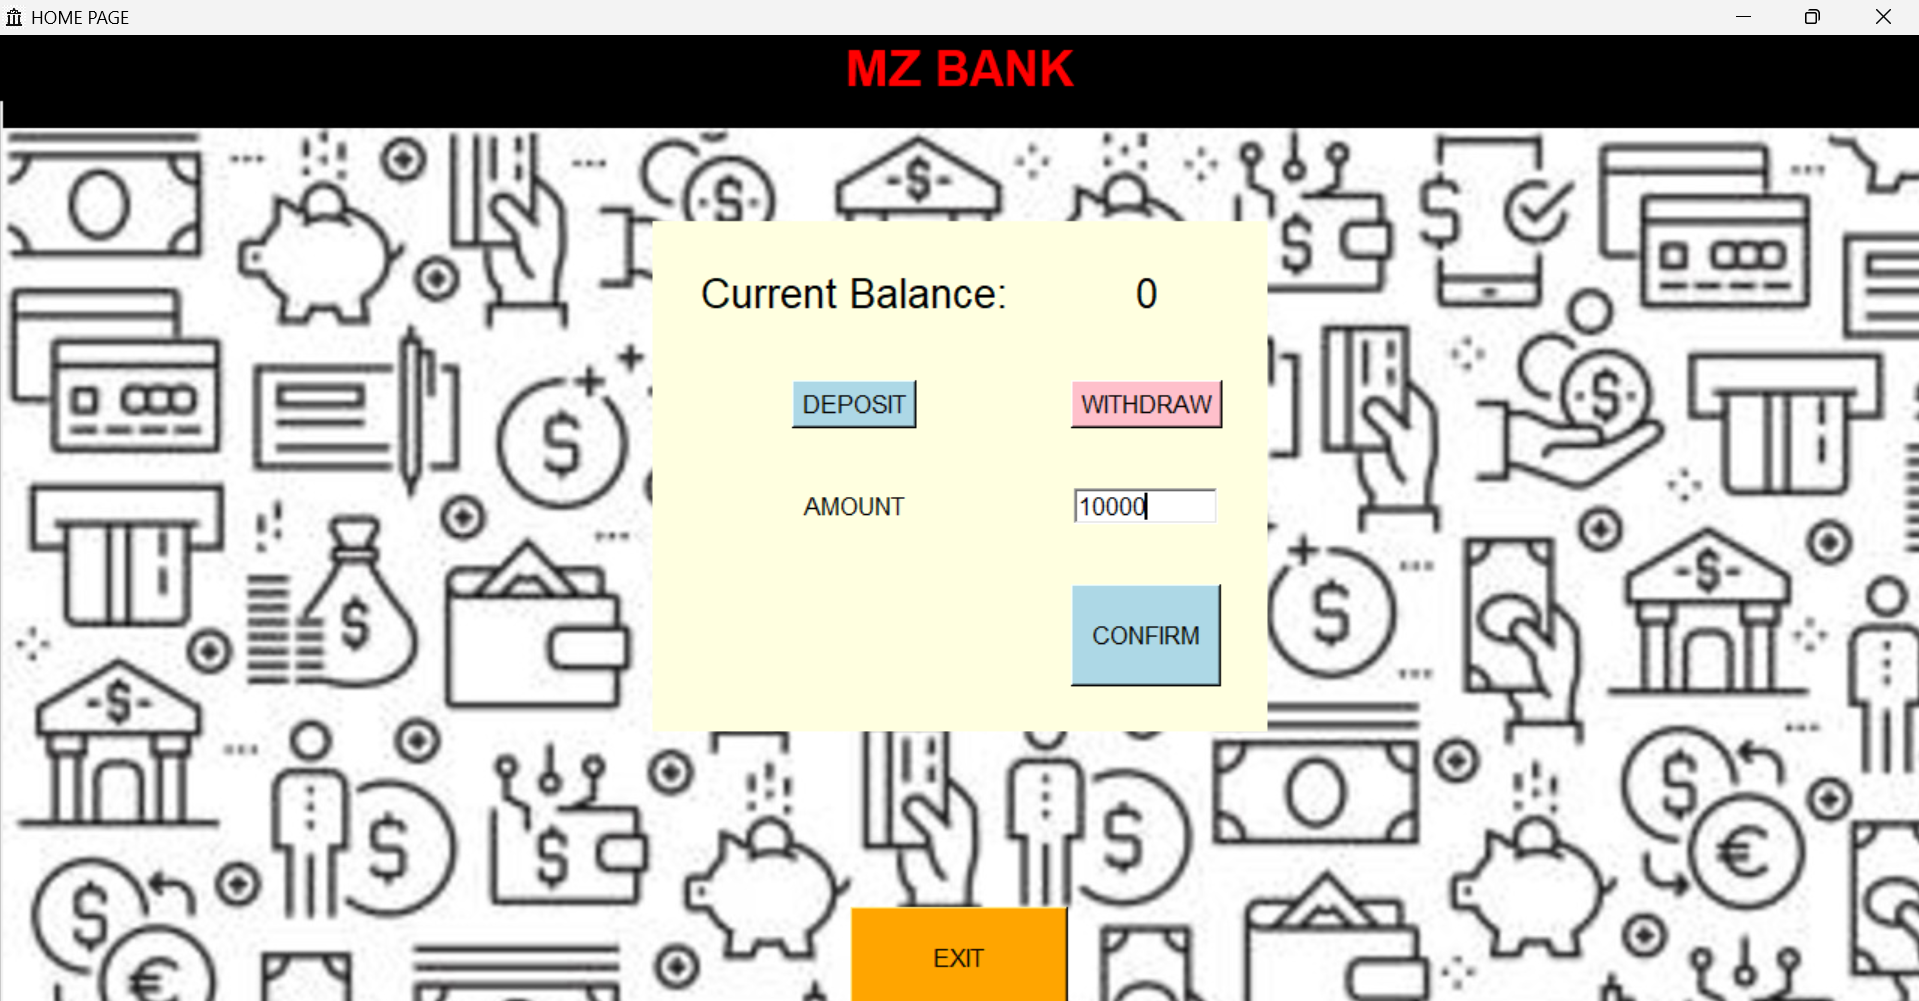 HOME PAGE
MZ BANK
Current Balance: 0
DEPOSIT WITHDRAW
AMOUNT 10000
CONFIRM
EXIT